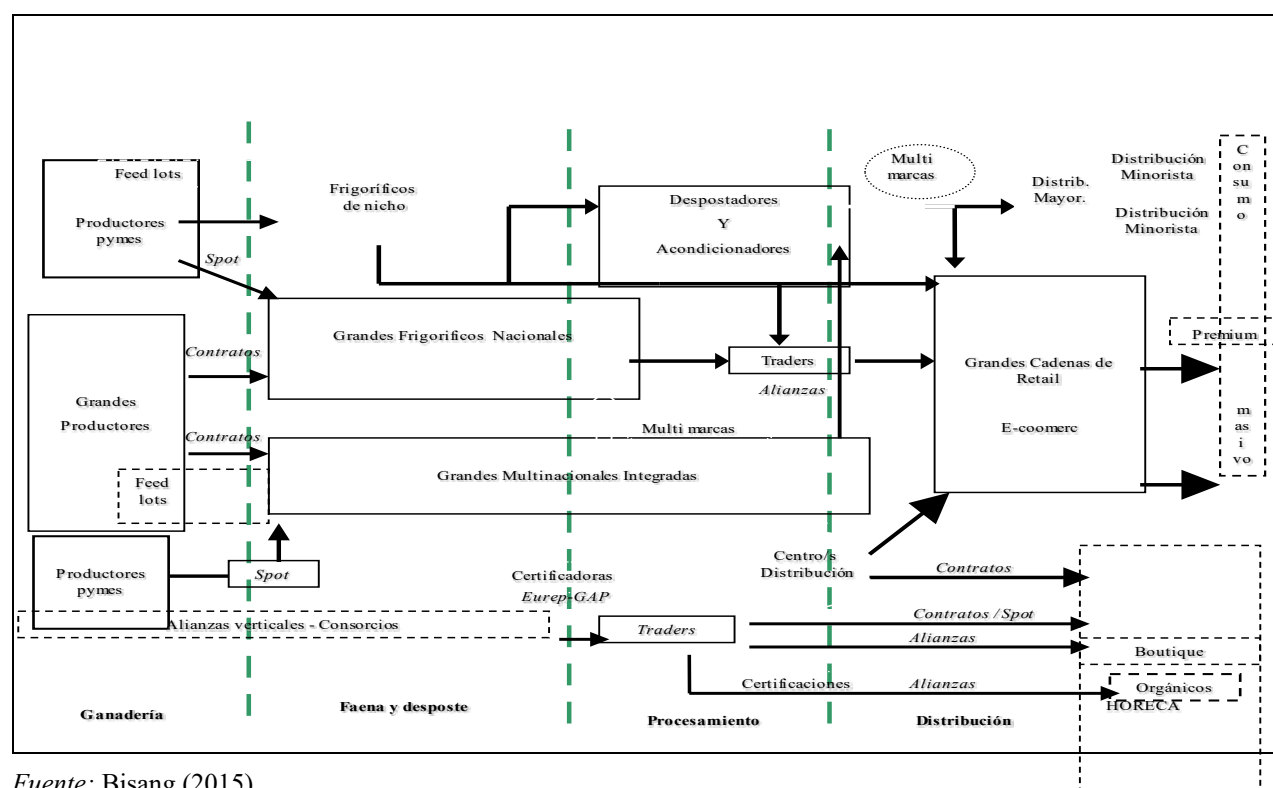 Feed lots
Productores
pymes
Spot
Frigoríficos
de nicho
Despostadores
Y
Acondicionadores
Multi
marcas
Distrib.
Mayor.
Distribución
Minorista
Distribución
Minorista
C
on
su
m
o
m
as
i
vo
Premium
Grandes
Productores
Contratos
Contratos
Feed
lots
Grandes Frigorificos Nacionales
Traders
Alianzas
Multi marcas
Grandes Multinacionales Integradas
Grandes Cadenas de
Retail
E-coomerc
Productores
pymes
Spot
Alianzas verticales - Consorcios
Certificadoras
Eurep-GAP
Traders
Centro/s
Distribución
Contratos
Contratos / Spot
Alianzas
Certificaciones
Alianzas
Boutique
Orgánicos
HORECA
Ganadería
Faena y desposte
Procesamiento
Distribución
Fuente: Bisang (2015)